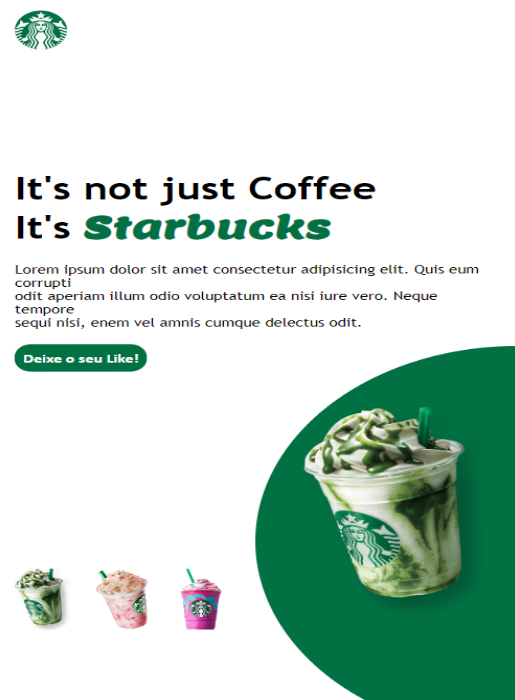 It's not just Coffee
It's Starbucks
Lorem ipsum dolor sit amet consectetur adipisicing elit. Quis eum
corrupti
odit aperiam illum odio voluptatum ea nisi iure vero. Neque
tempore
sequi nisi, enem vel amnis cumque delectus odit.
Deixe o seu Like!